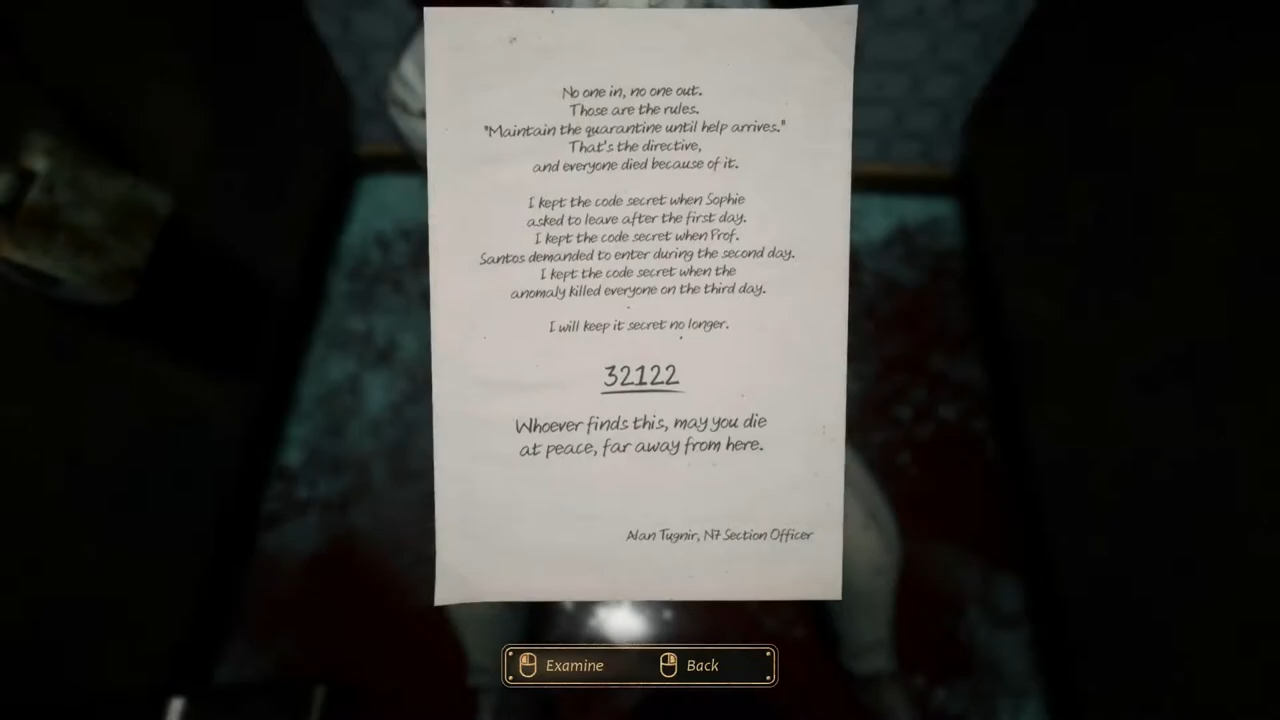 No one in, no one out.
Those are the rules.
"Maintain the quarantine until help arrives."
That's the directive,
and everyone died because of it.
I kept the code secret when Sophie
asked to leave after the first day.
I kept the code secret when Prof.
Santos demanded to enter during the second day.
I kept the code secret when the
anomaly killed everyone on the third day.
I will keep it secret no longer.
32122
Whoever finds this, may you die
at peace, far away from here.
Alan Tugnir, N7 Section Officer
Examine
Back